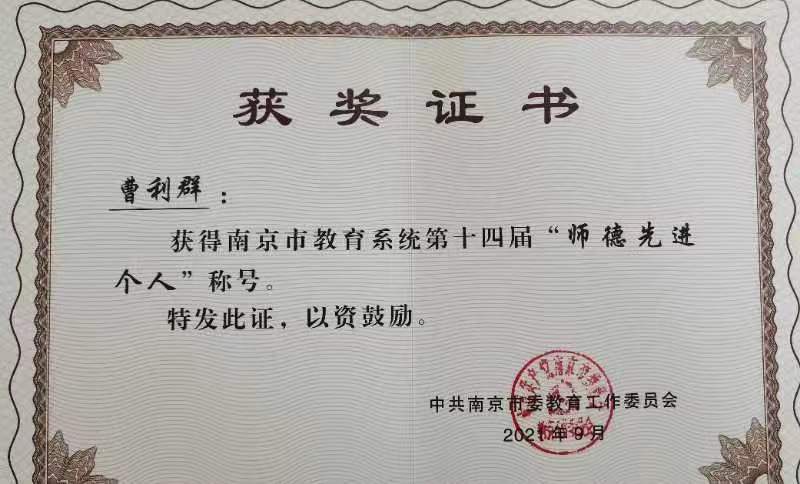 获奖证书
曹利群：
获得南京市教育系统第十四届“师德先进
个人”称号。
特发此证，以资鼓励。
中共南京市委教育工作委员会
2021年9月